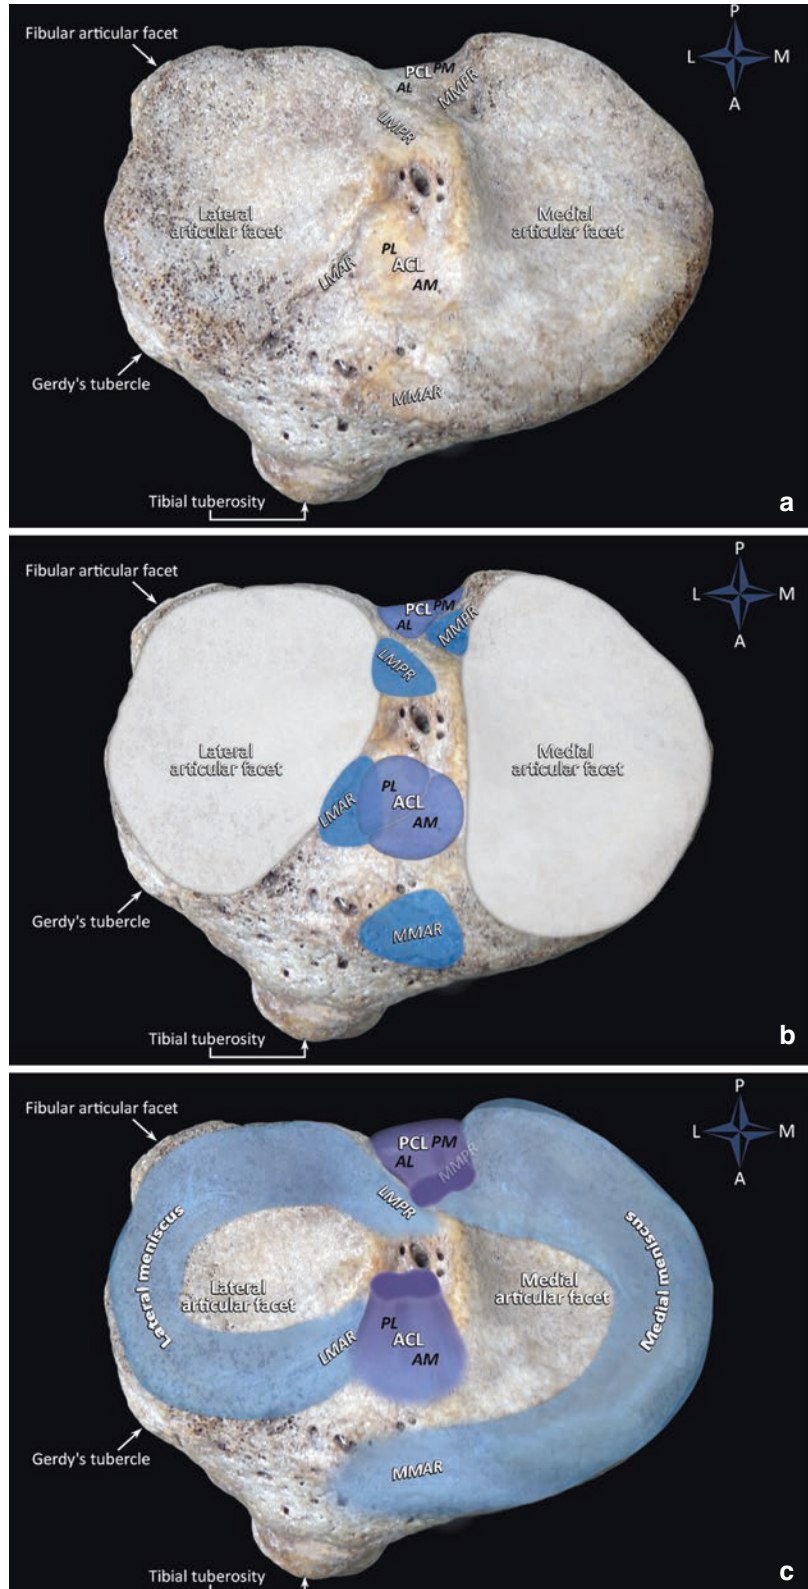 P
Fibular articular facet
L
M
PCL
PM
AL
MMPR
A
LMPR
Lateral
articular facet
Medial
articular facet
PL
LMAR
ACL
AM
Gerdy's tubercle
MMAR
Tibial tuberosity
a
P
Fibular articular facet
L
M
PCL
PM
AL
MMPR
A
LMPR
Lateral
articular facet
Medial
articular facet
PL
LMAR
ACL
AM
Gerdy's tubercle
MMAR
Tibial tuberosity
b
P
Fibular articular facet
L
M
PCL
PM
AL
MMPR
A
LMPR
Lateral meniscus
Medial meniscus
Lateral
articular facet
Medial
articular facet
PL
LMAR
ACL
AM
Gerdy's tubercle
MMAR
Tibial tuberosity
c